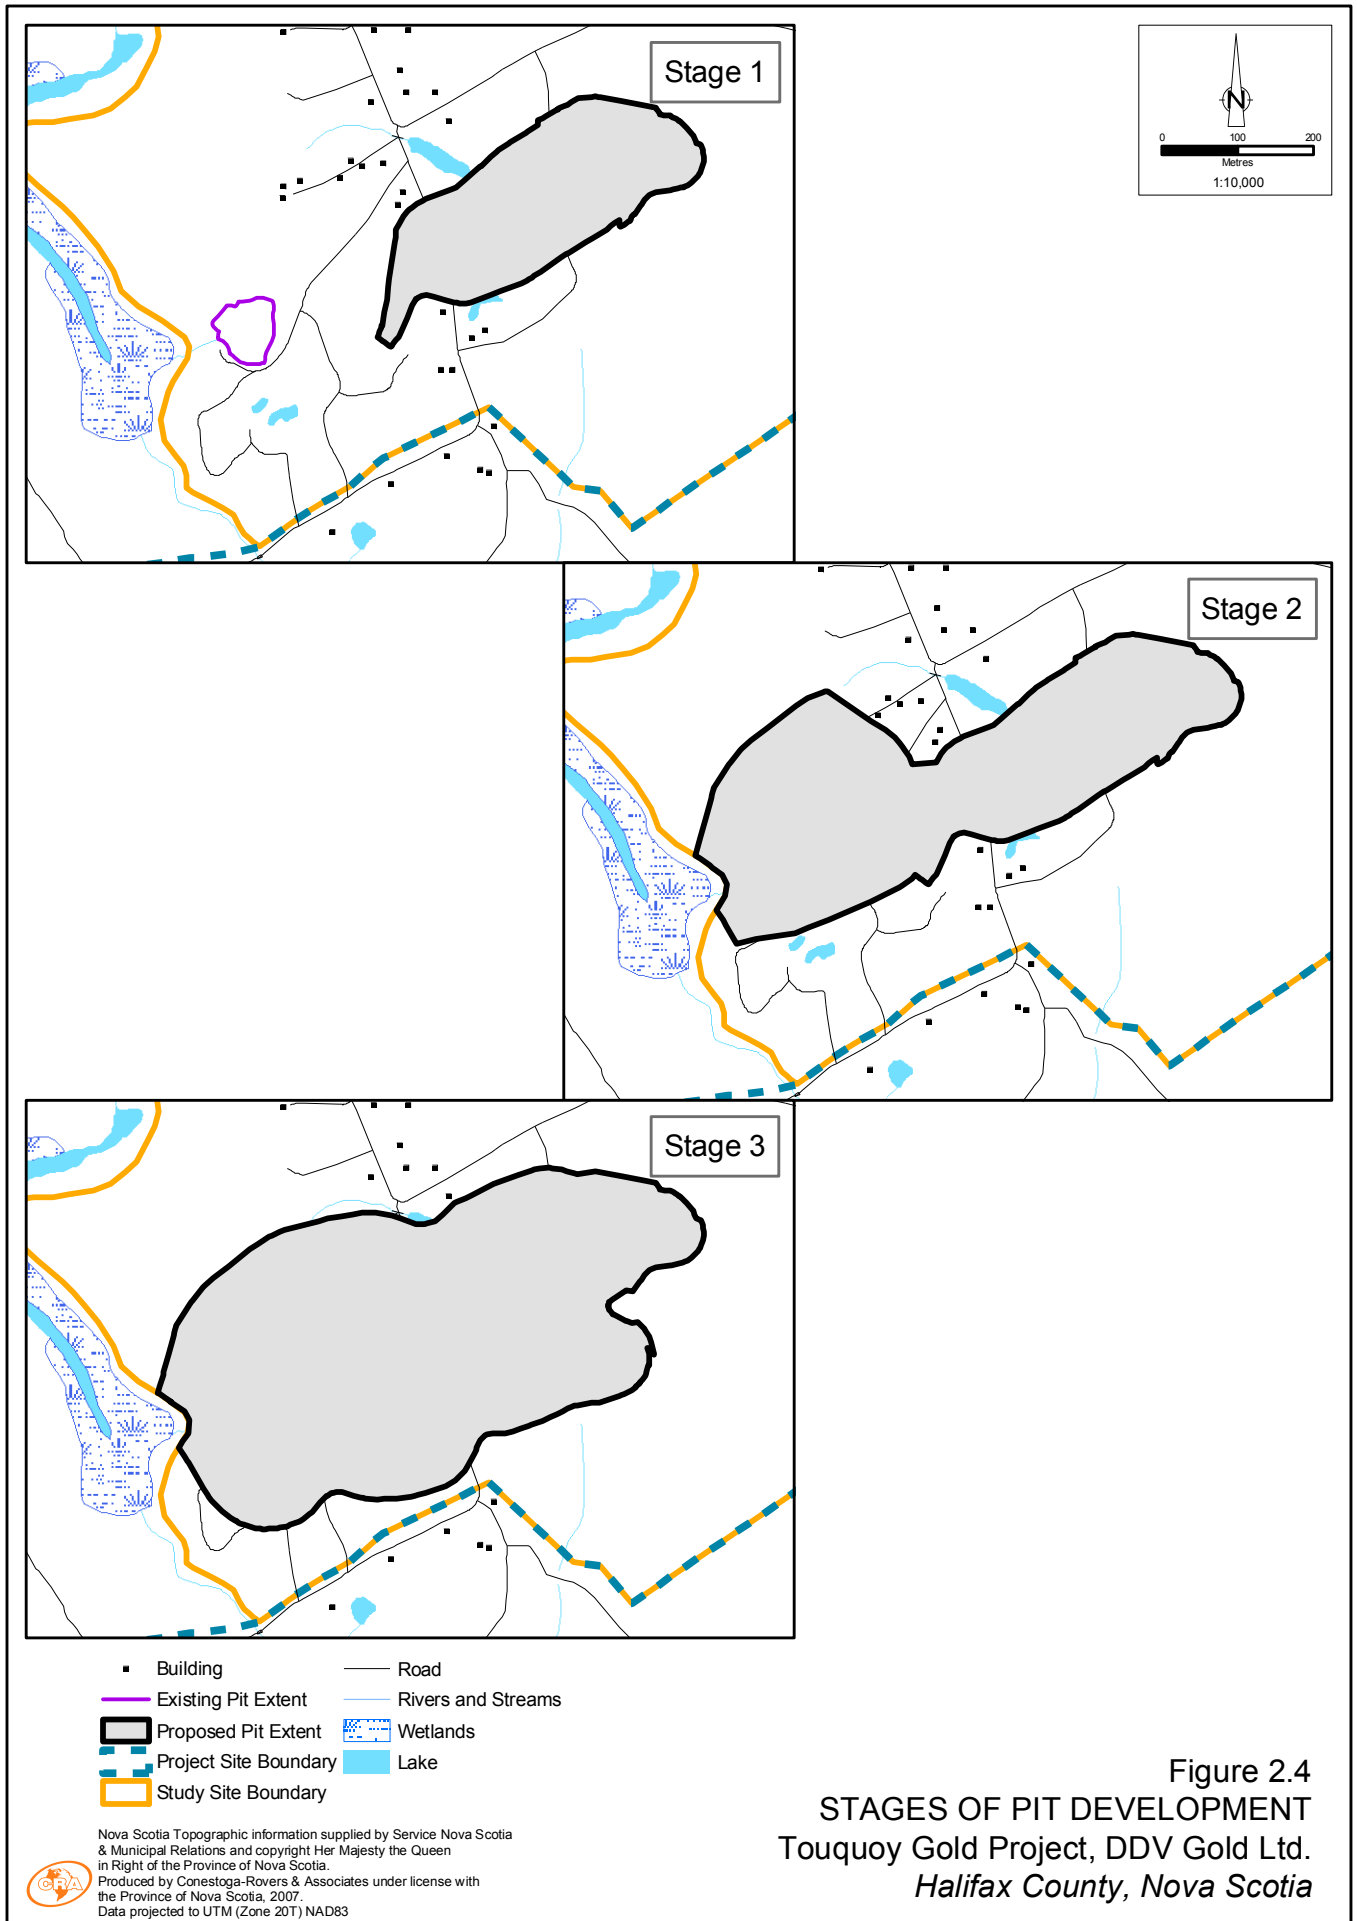 Stage 1
N
0 100 200
Metres
1:10,000
Stage 2
Stage 3
Building
Existing Pit Extent
Proposed Pit Extent
Project Site Boundary
Study Site Boundary
Road
Rivers and Streams
Wetlands
Lake
Figure 2.4
STAGES OF PIT DEVELOPMENT
Touquoy Gold Project, DDV Gold Ltd.
Halifax County, Nova Scotia
CRA
Nova Scotia Topographic information supplied by Service Nova Scotia
& Municipal Relations and copyright Her Majesty the Queen
in Right of the Province of Nova Scotia.
Produced by Conestoga-Rovers & Associates under license with
the Province of Nova Scotia, 2007.
Data projected to UTM (Zone 20T) NAD83